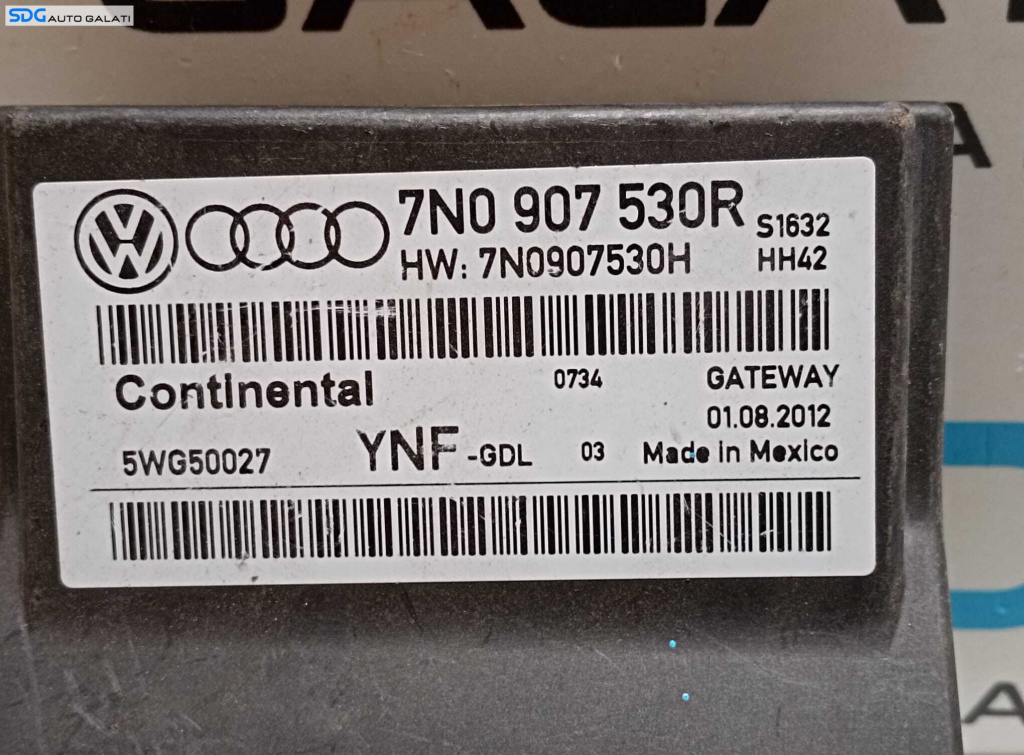 SDG AUTO GALATI
7N0 907 530R S1632
HW: 7N0907530H HH42
Continental 0734 GATEWAY
01.08.2012
5WG50027 YNF-GDL 03 Made in Mexico